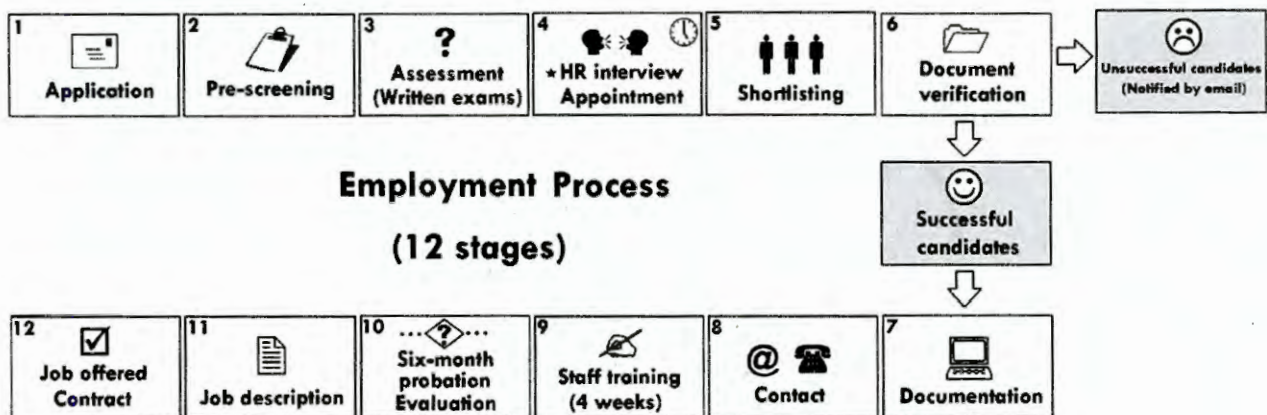 1
Application
2
Pre-screening
3
?
Assessment
(Written exams)
4
★ HR interview
Appointment
5
Shortlisting
6
Document
verification
Unsuccessful candidates
(Notified by email)
Successful
candidates
Employment Process
(12 stages)
12
Job offered
Contract
11
Job description
10
....?....
Six-month
probation
Evaluation
9
Staff training
(4 weeks)
8
@
Contact
7
Documentation